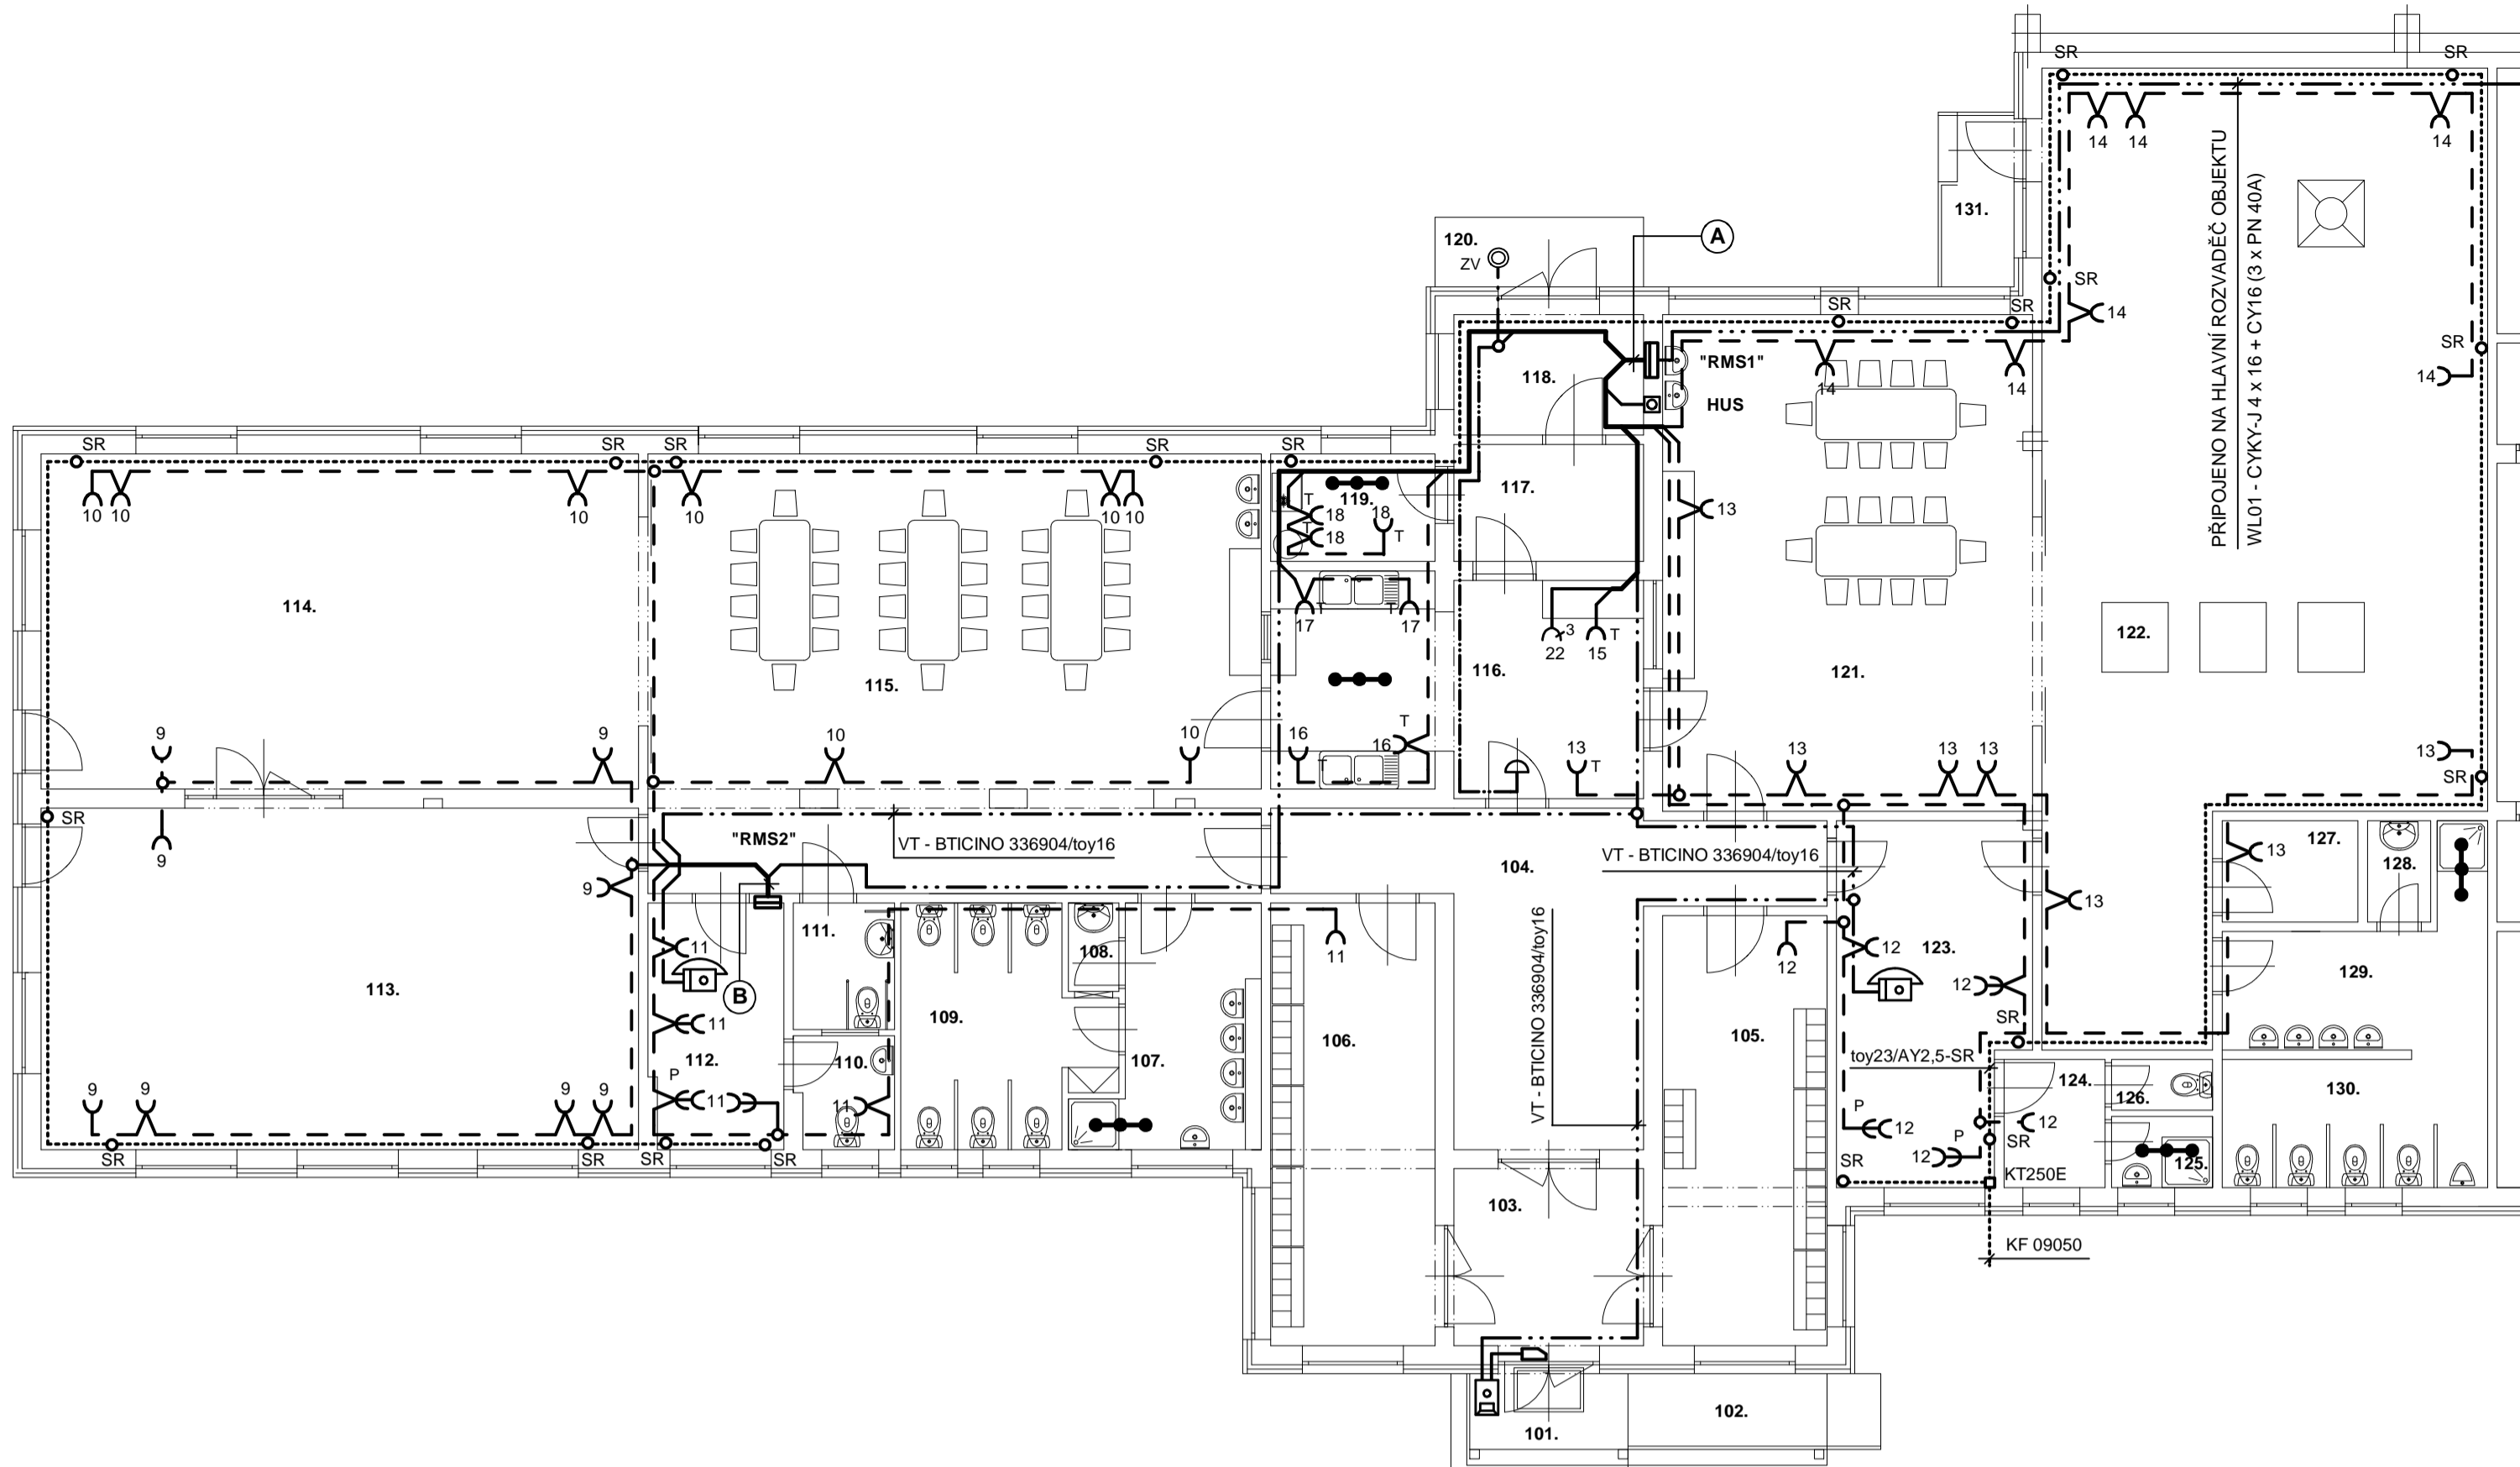 SR
SR
14
14
14
131.
120.
ZV
A
PŘIPOJENO NA HLAVNÍ ROZVADĚČ OBJEKTU
WL01 - CYKY-J 4 x 16 + CY16 (3 x PN 40A)
SR
SR
SR
14
SR
14
118.
"RMS1"
HUS
14
14
SR
SR
SR
SR
SR
10
10
10
10
10
10
119.
T
18
18
T
18
T
117.
13
114.
115.
T
T
17
17
3
22
15
T
116.
121.
122.
9
9
10
10
16
T
16
T
13
T
13
13
13
13
SR
SR
9
"RMS2"
VT - BTICINO 336904/toy16
VT - BTICINO 336904/toy16
104.
127.
128.
13
9
13
111.
108.
11
11
12
12
123.
113.
B
109.
12
129.
VT - BTICINO 336904/toy16
SR
11
112.
110.
107.
106.
105.
toy23/AY2,5-SR
124.
126.
130.
P
11
11
9
9
9
9
P
12
P
12
12
SR
SR
SR
SR
SR
SR
125.
KT250E
103.
KF 09050
101.
102.